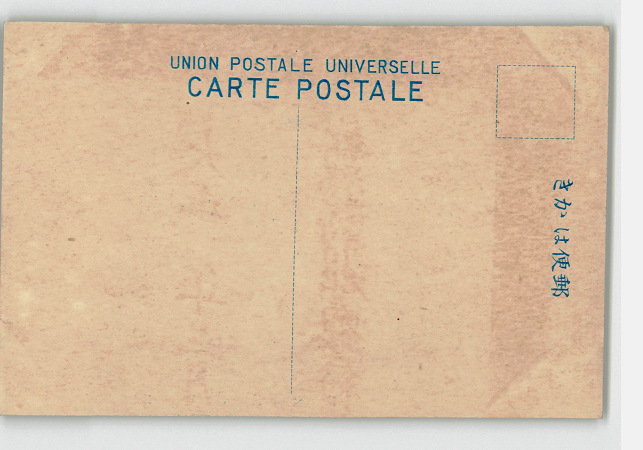 UNION POSTALE UNIVERSELLE
CARTE POSTALE
きかは便郵